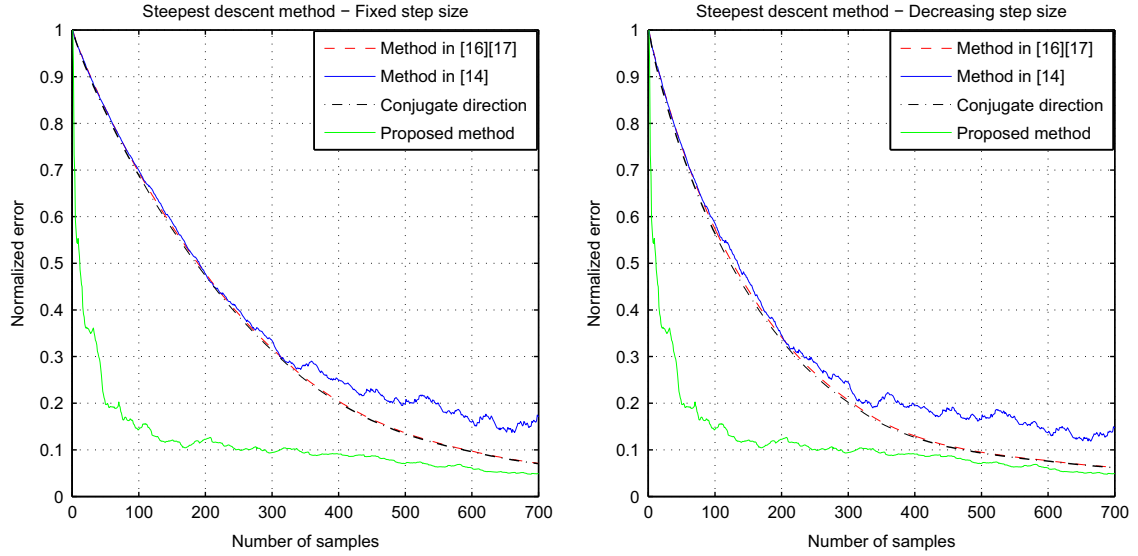 Steepest descent method − Fixed step size
1
0.9
0.8
0.7
0.6
0.5
0.4
0.3
0.2
0.1
0
Normalized error
0 100 200 300 400 500 600 700
Number of samples
Method in [16][17]
Method in [14]
Conjugate direction
Proposed method
Steepest descent method − Decreasing step size
1
0.9
0.8
0.7
0.6
0.5
0.4
0.3
0.2
0.1
0
Normalized error
0 100 200 300 400 500 600 700
Number of samples
Method in [16][17]
Method in [14]
Conjugate direction
Proposed method